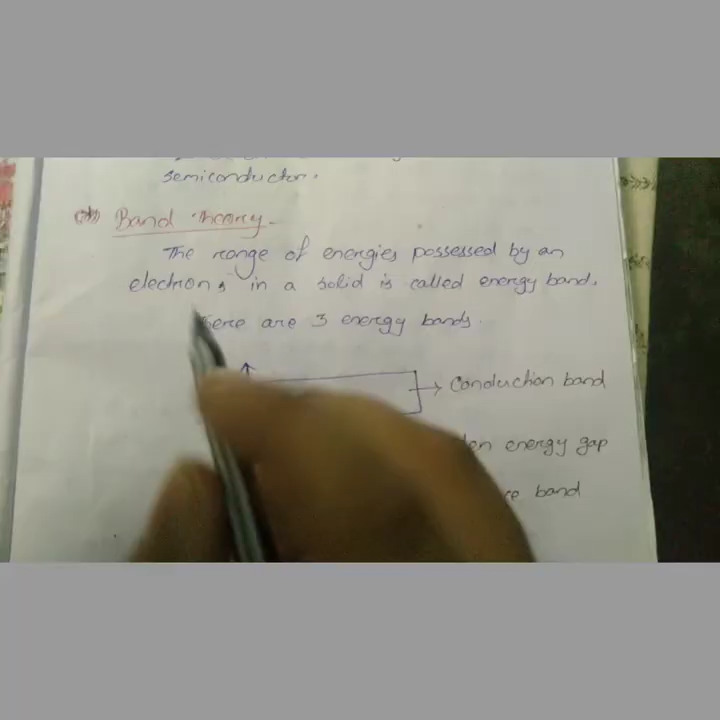 semiconductor.
Band theory-
The range of energies possessed by an
electrons in a solid is called energy band.
are 3 energy bands.
→ Conduction band
energy gap
band